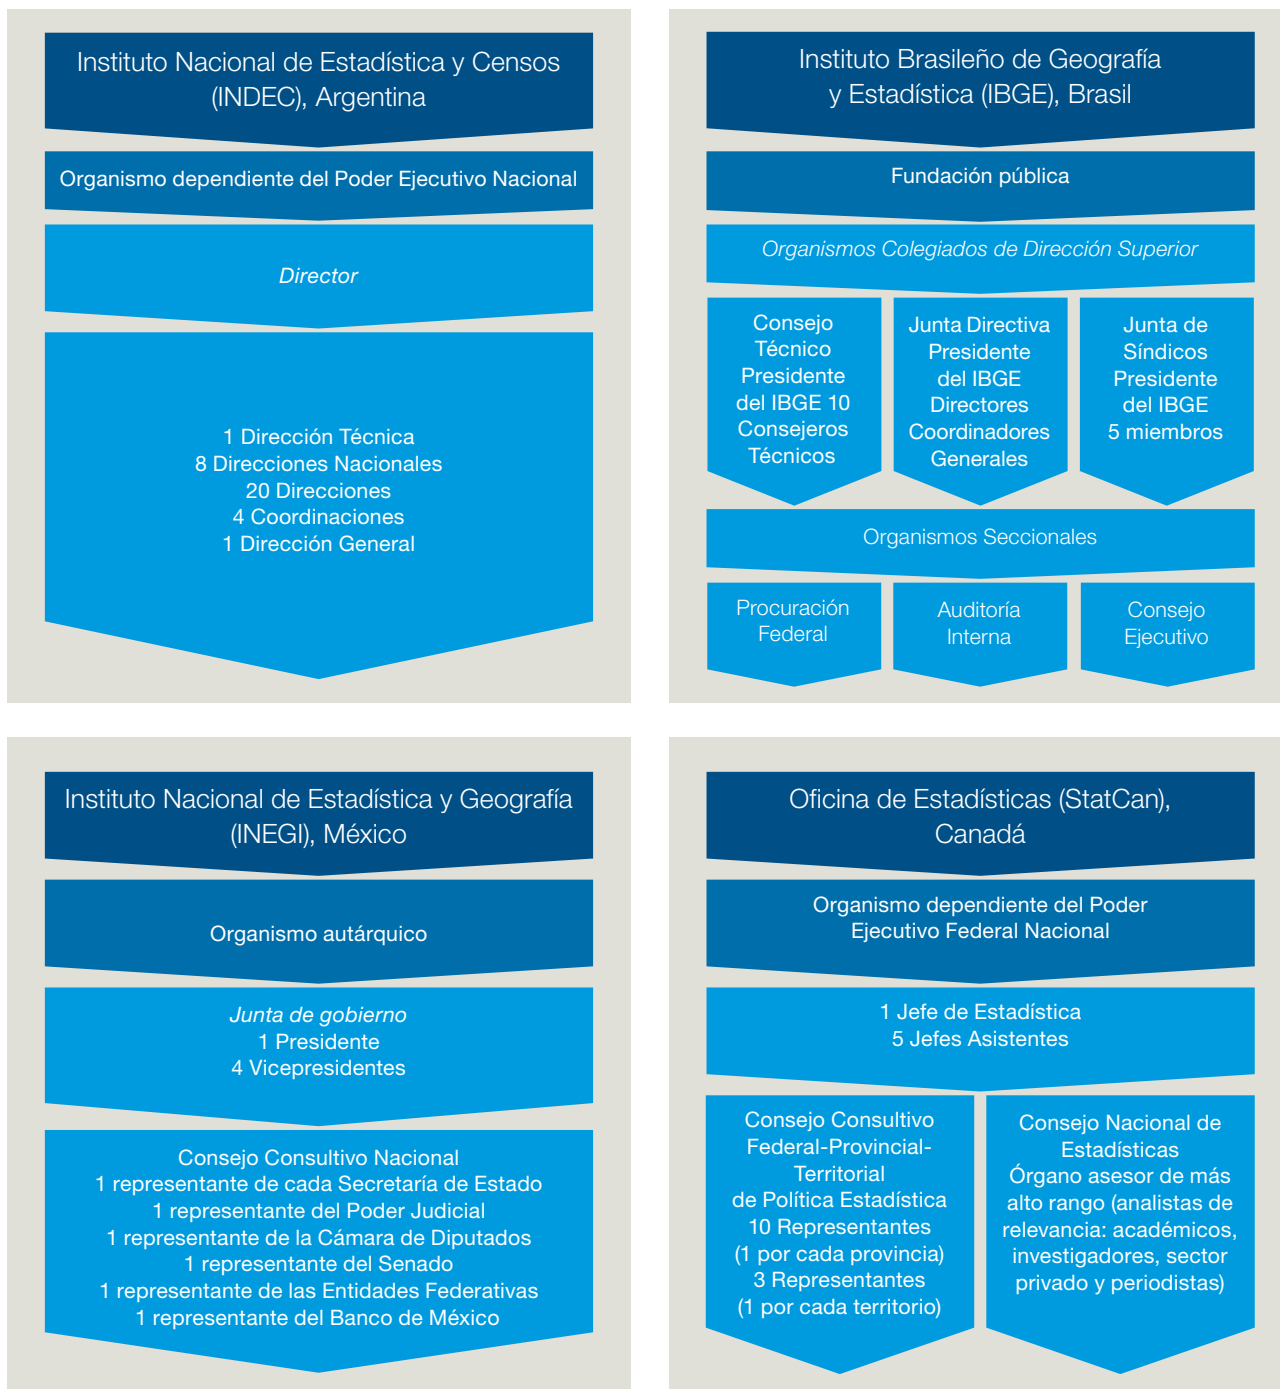 Instituto Nacional de Estadística y Censos
(INDEC), Argentina
Organismo dependiente del Poder Ejecutivo Nacional
Director
1 Dirección Técnica
8 Direcciones Nacionales
20 Direcciones
4 Coordinaciones
1 Dirección General
Instituto Brasileño de Geografía
y Estadística (IBGE), Brasil
Fundación pública
Organismos Colegiados de Dirección Superior
Consejo
Técnico
Presidente
del IBGE 10
Consejeros
Técnicos
Junta Directiva
Presidente
del IBGE
Directores
Coordinadores
Generales
Junta de
Síndicos
Presidente
del IBGE
5 miembros
Organismos Seccionales
Procuración
Federal
Auditoría
Interna
Consejo
Ejecutivo
Instituto Nacional de Estadística y Geografía
(INEGI), México
Organismo autárquico
Junta de gobierno
1 Presidente
4 Vicepresidentes
Consejo Consultivo Nacional
1 representante de cada Secretaría de Estado
1 representante del Poder Judicial
1 representante de la Cámara de Diputados
1 representante del Senado
1 representante de las Entidades Federativas
1 representante del Banco de México
Oficina de Estadísticas (StatCan),
Canadá
Organismo dependiente del Poder
Ejecutivo Federal Nacional
1 Jefe de Estadística
5 Jefes Asistentes
Consejo Consultivo
Federal-Provincial-
Territorial
de Política Estadística
10 Representantes
(1 por cada provincia)
3 Representantes
(1 por cada territorio)
Consejo Nacional de
Estadísticas
Órgano asesor de más
alto rango (analistas de
relevancia: académicos,
investigadores, sector
privado y periodistas)